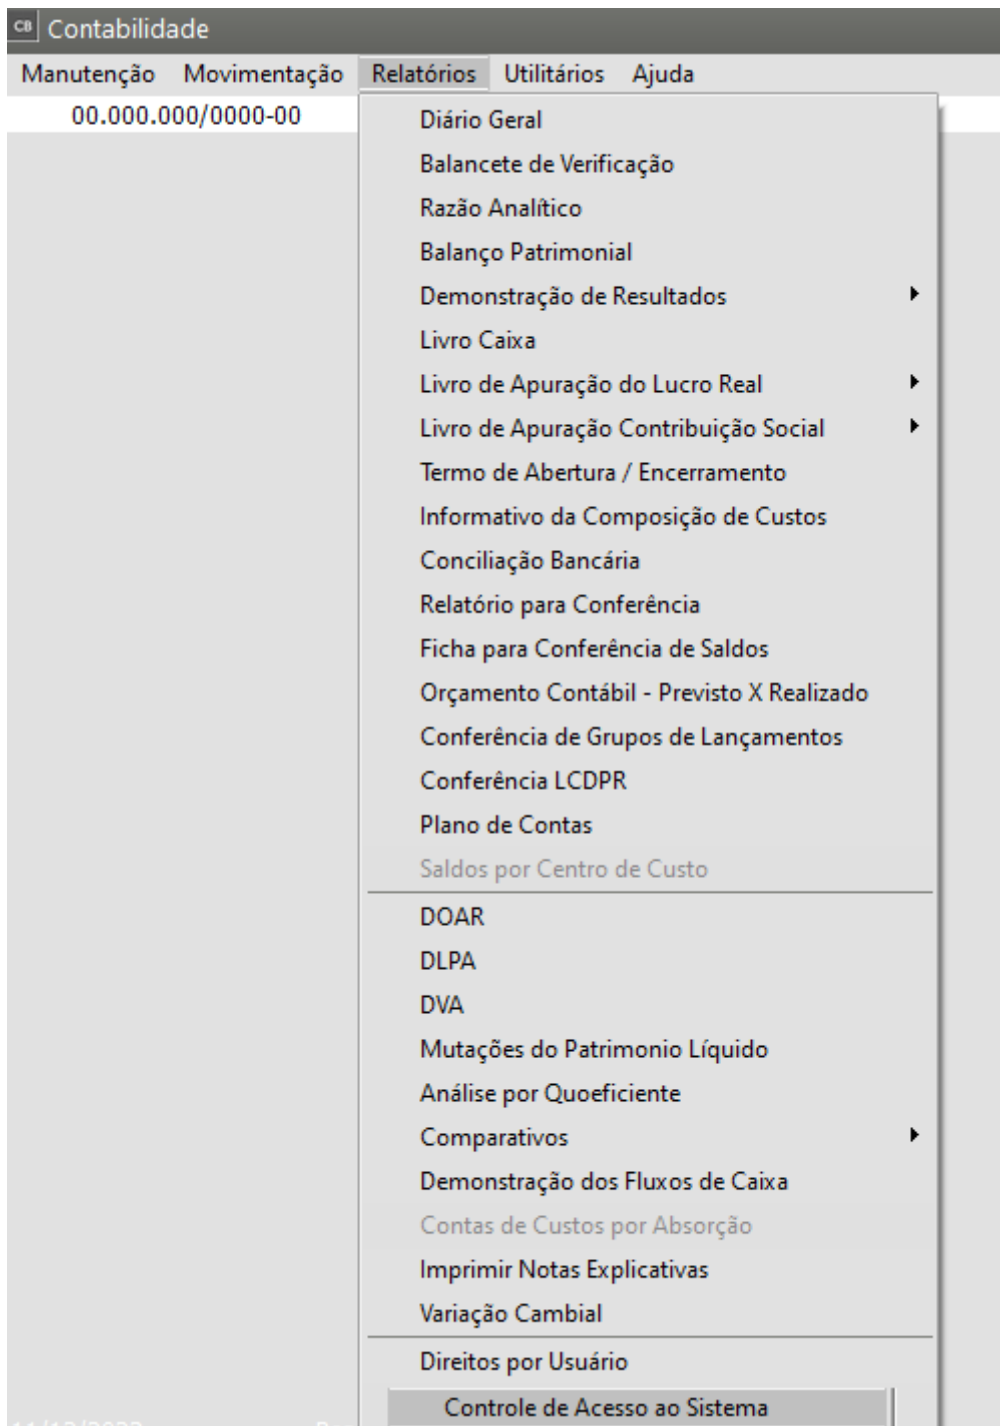 CB Contabilidade
Manutenção Movimentação Relatórios Utilitários Ajuda
00.000.000/0000-00
Diário Geral
Balancete de Verificação
Razão Analítico
Balanço Patrimonial
Demonstração de Resultados
Livro Caixa
Livro de Apuração do Lucro Real
Livro de Apuração Contribuição Social
Termo de Abertura / Encerramento
Informativo da Composição de Custos
Conciliação Bancária
Relatório para Conferência
Ficha para Conferência de Saldos
Orçamento Contábil - Previsto X Realizado
Conferência de Grupos de Lançamentos
Conferência LCDPR
Plano de Contas
Saldos por Centro de Custo
DOAR
DLPA
DVA
Mutações do Patrimonio Líquido
Análise por Quoeficiente
Comparativos
Demonstração dos Fluxos de Caixa
Contas de Custos por Absorção
Imprimir Notas Explicativas
Variação Cambial
Direitos por Usuário
Controle de Acesso ao Sistema